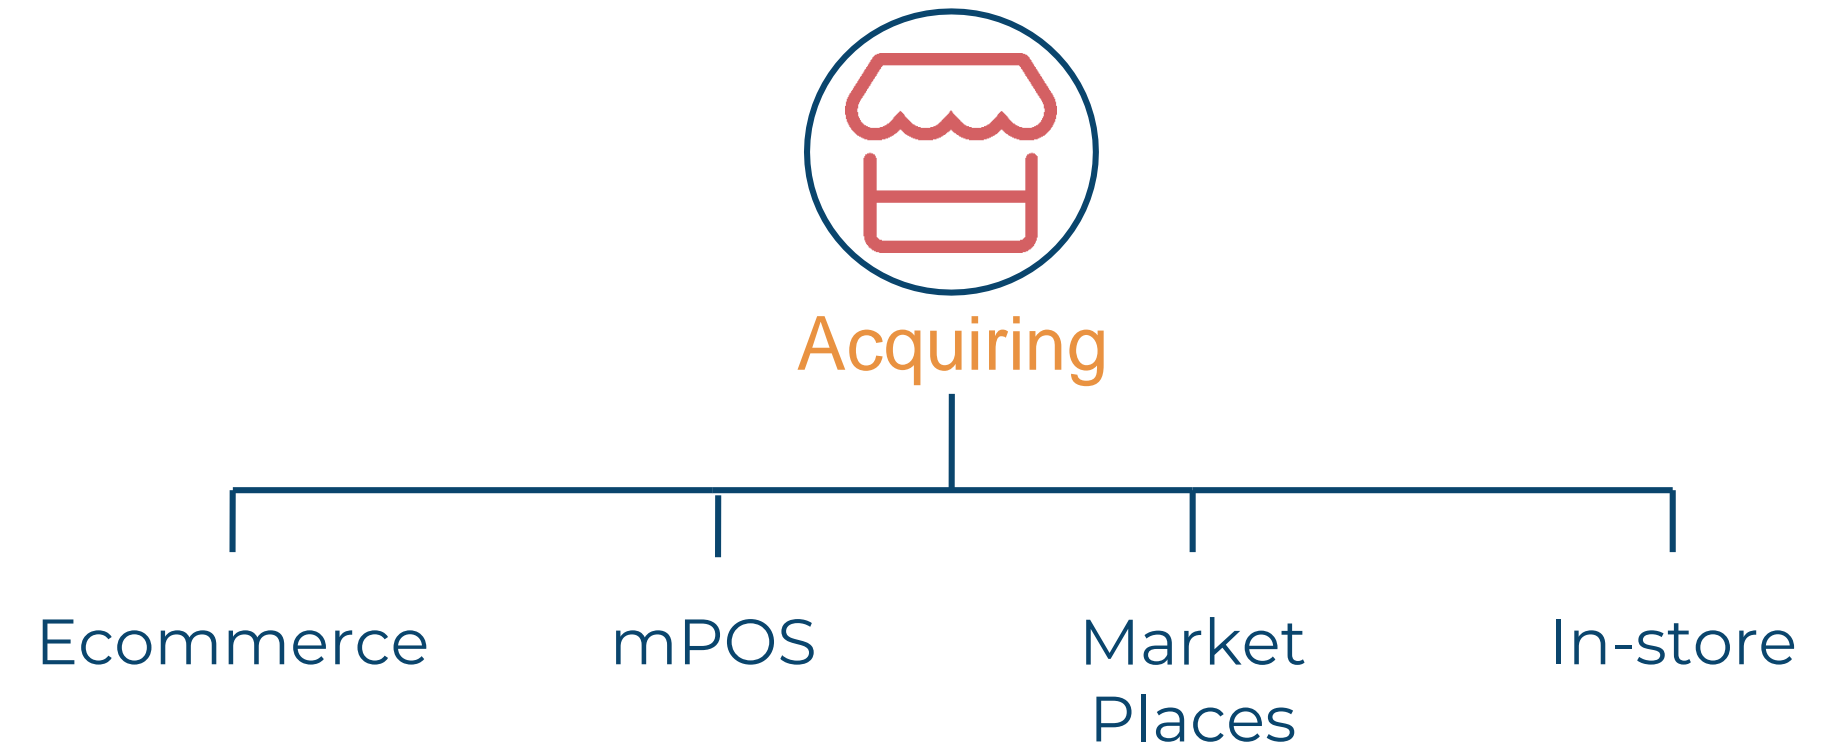 Acquiring
Ecommerce
mPOS
Market
Places
In-store